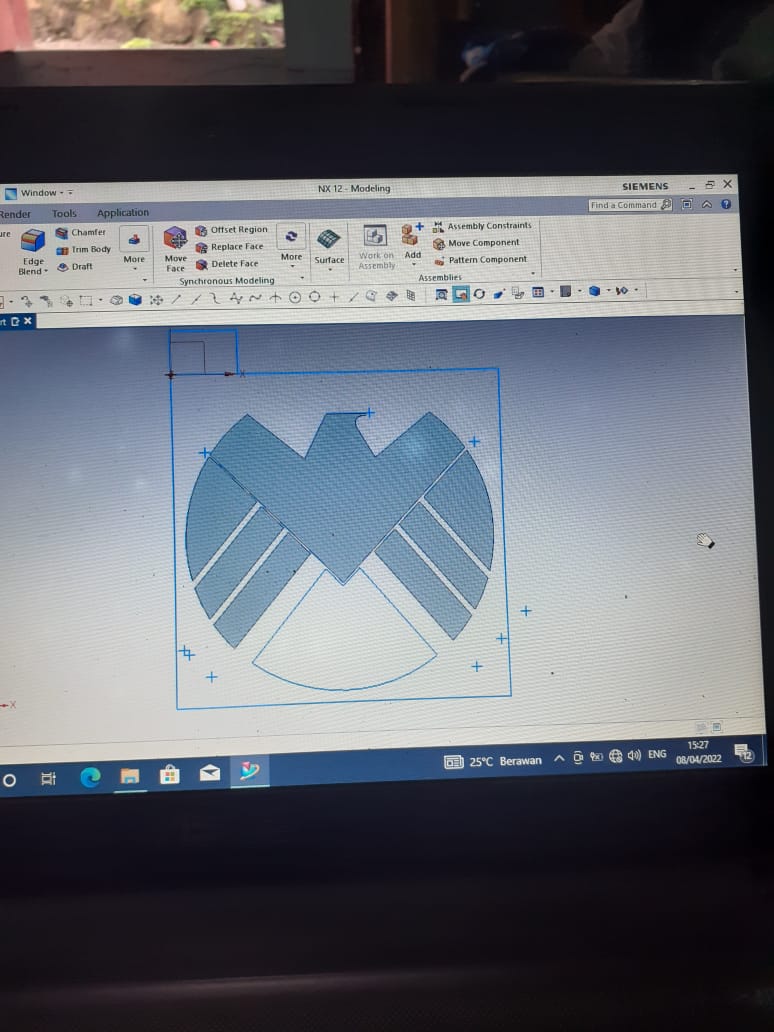 Window
NX 12 - Modeling
SIEMENS
Render
Tools
Application
Find a Command
Edge
Blend
Chamfer
Trim Body
Draft
More
Move
Face
Offset Region
Replace Face
Delete Face
More
Synchronous Modeling
Surface
Work on
Assembly
Add
Assembly Constraints
Move Component
Pattern Component
Assemblies
X
X
25°C Berawan
ENG
15:27
08/04/2022
12